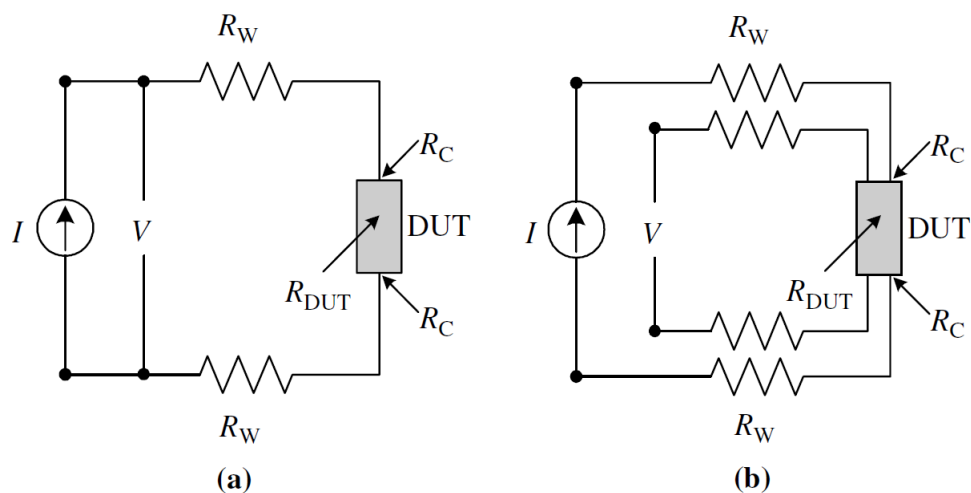 R_W
R_C
I
V
DUT
R_DUT
R_C
R_W
(a)
R_W
R_C
I
V
DUT
R_DUT
R_C
R_W
(b)